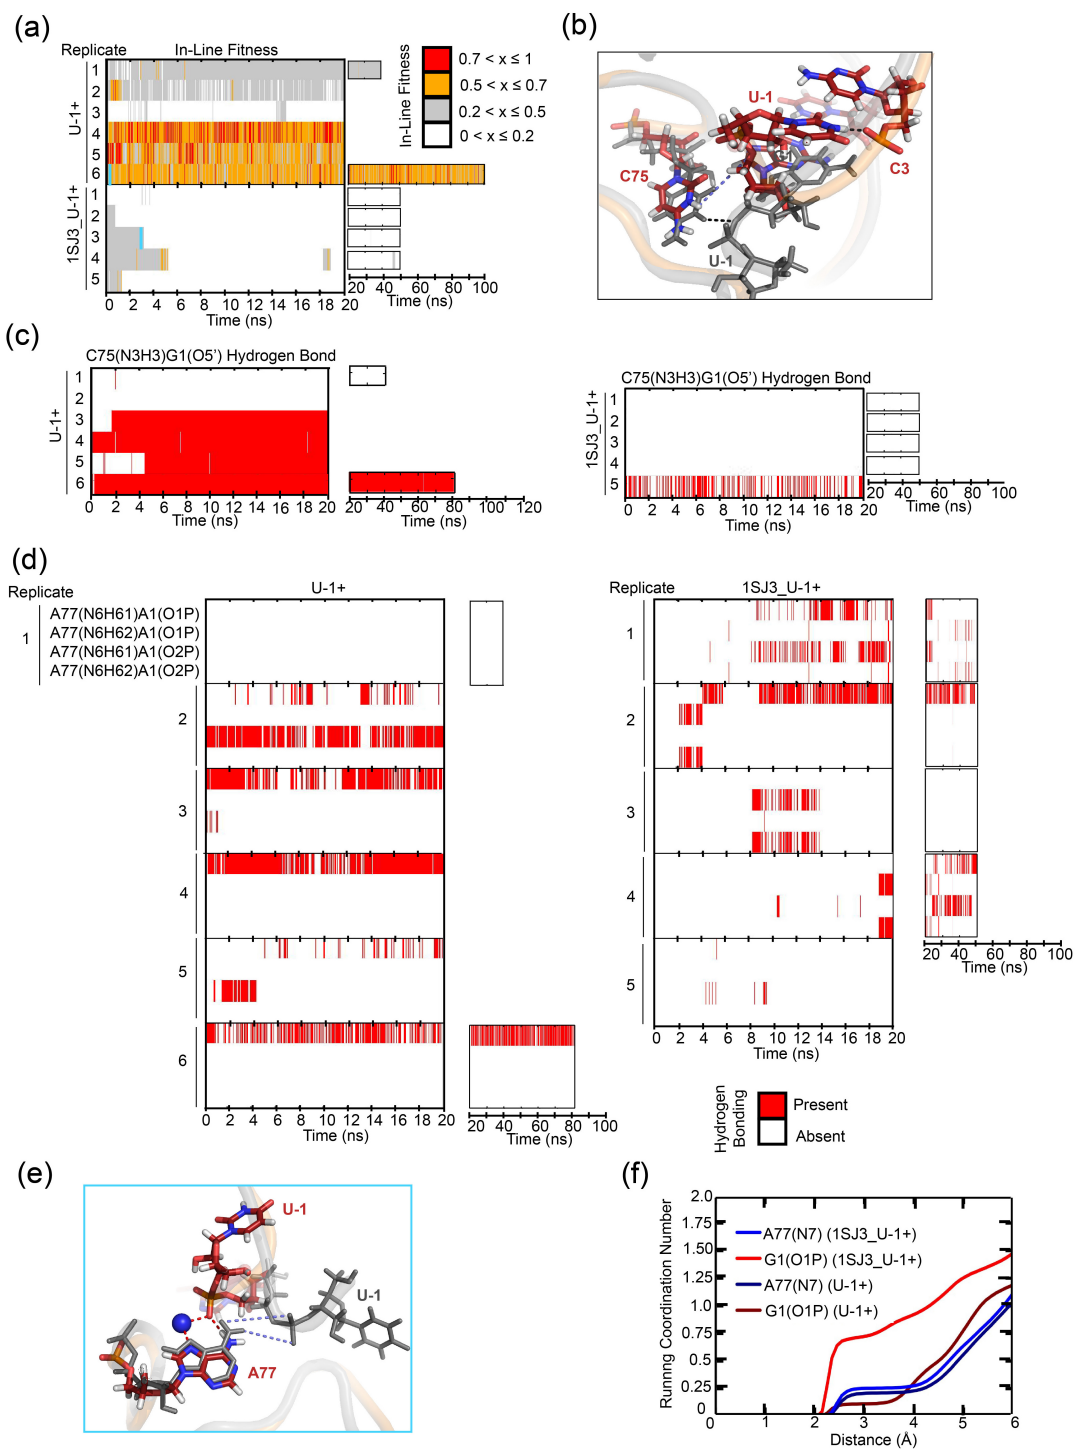 (a)
Replicate
In-Line Fitness
U-1+
1
2
3
4
5
6
1SJ3_U-1+
1
2
3
4
5
0 2 4 6 8 10 12 14 16 18 20
Time (ns)
20 40 60 80 100
Time (ns)
In-Line Fitness
0.7 < x ≤ 1
0.5 < x ≤ 0.7
0.2 < x ≤ 0.5
0 < x ≤ 0.2
(b)
U-1
G1
C75
C3
U-1
(c)
C75(N3H3)G1(O5') Hydrogen Bond
U-1+
1
2
3
4
5
6
0 2 4 6 8 10 12 14 16 18 20
Time (ns)
20 40 60 80 100 120
Time (ns)
C75(N3H3)G1(O5') Hydrogen Bond
1SJ3_U-1+
1
2
3
4
5
0 2 4 6 8 10 12 14 16 18 20
Time (ns)
20 40 60 80 100
Time (ns)
(d)
Replicate
U-1+
1
A77(N6H61)A1(O1P)
A77(N6H62)A1(O1P)
A77(N6H61)A1(O2P)
A77(N6H62)A1(O2P)
2
3
4
5
6
0 2 4 6 8 10 12 14 16 18 20
Time (ns)
20 40 60 80 100
Time (ns)
Replicate
1SJ3_U-1+
1
2
3
4
5
0 2 4 6 8 10 12 14 16 18 20
Time (ns)
20 40 60 80 100
Time (ns)
Hydrogen
Bonding
Present
Absent
(e)
U-1
U-1
A77
(f)
Runnng Coordination Number
2.0
1.75
1.50
1.25
1.0
0.75
0.5
0.25
0
A77(N7) (1SJ3_U-1+)
G1(O1P) (1SJ3_U-1+)
A77(N7) (U-1+)
G1(O1P) (U-1+)
0 1 2 3 4 5 6
Distance (Å)